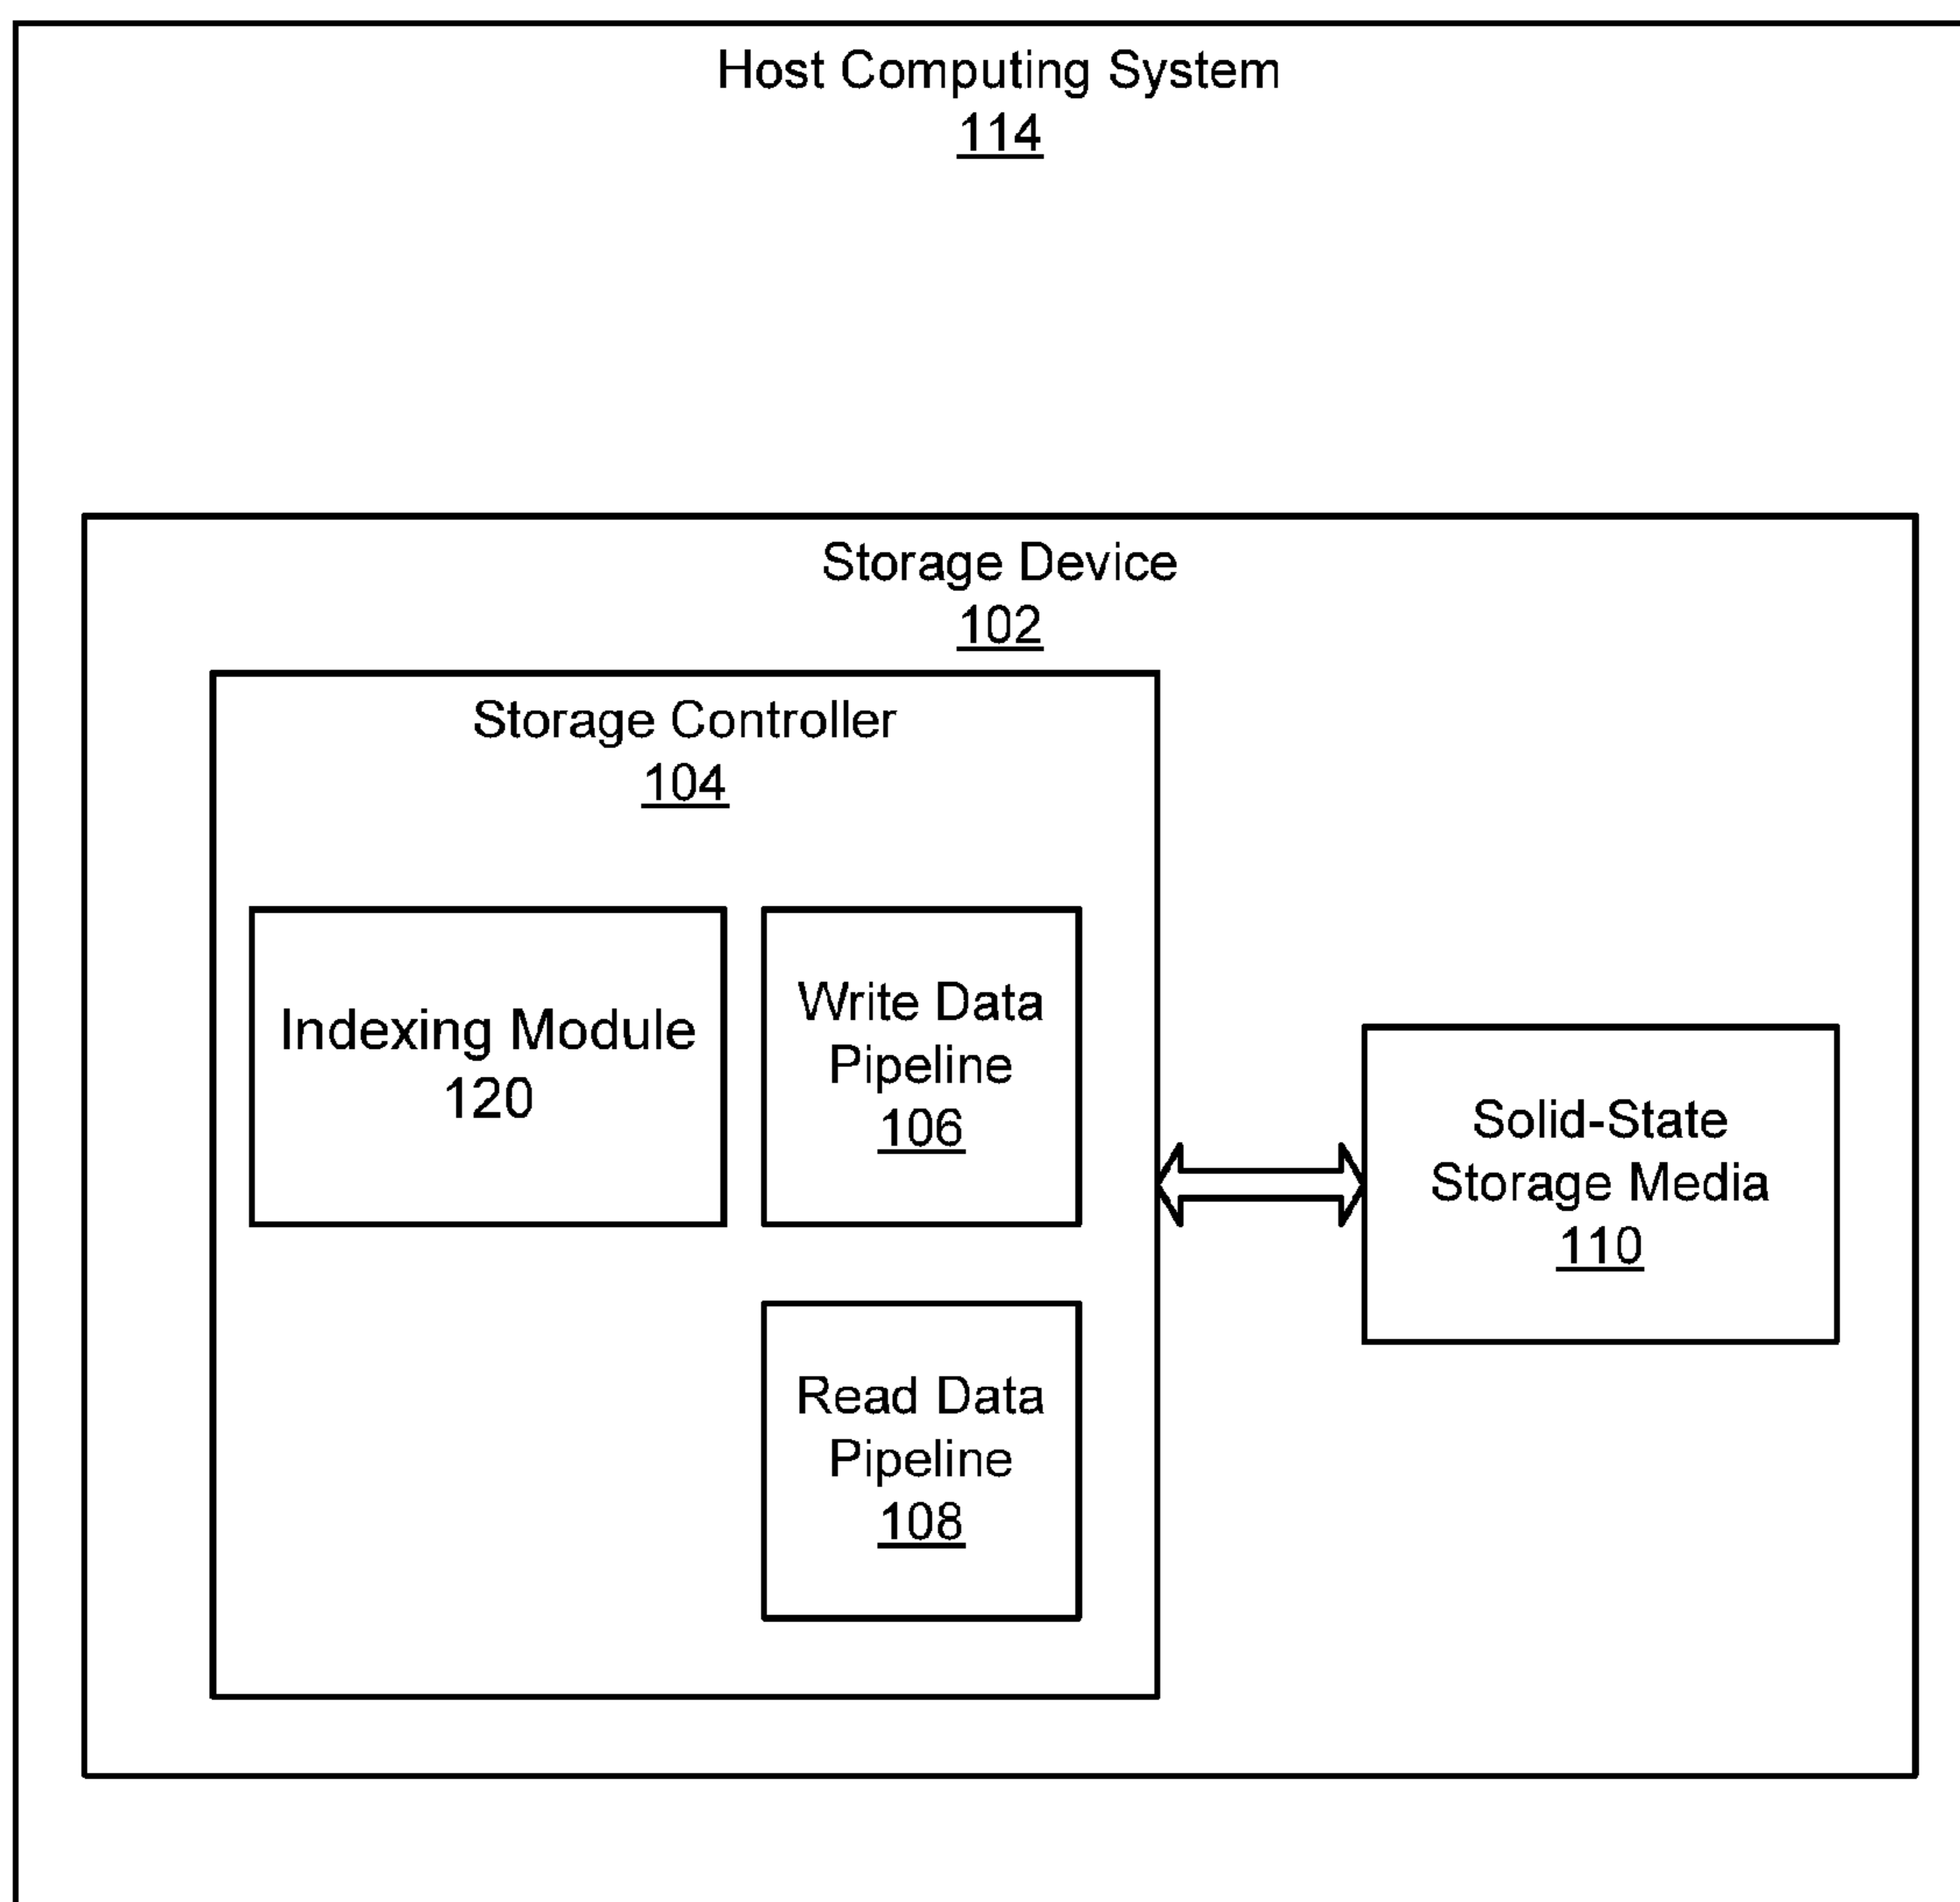 Host Computing System
114
Storage Device
102
Storage Controller
104
Indexing Module
120
Write Data
Pipeline
106
Read Data
Pipeline
108
Solid-State
Storage Media
110